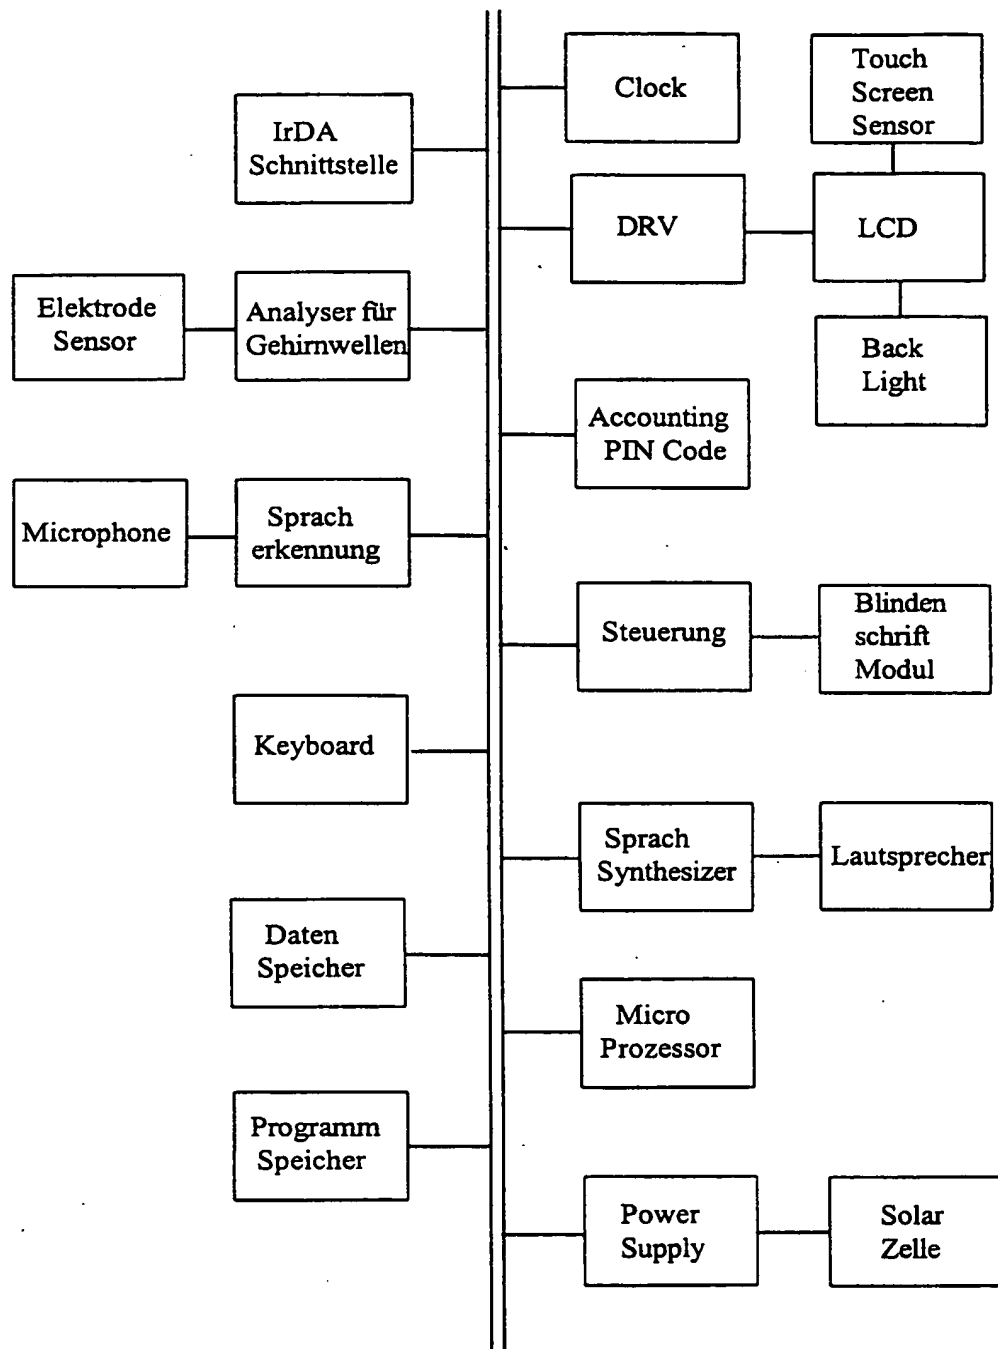 Clock
Touch
Screen
Sensor
IrDA
Schnittstelle
DRV
LCD
Elektrode
Sensor
Analyser für
Gehirnwellen
Back
Light
Accounting
PIN Code
Microphone
Sprach
erkennung
Steuerung
Blinden
schrift
Modul
Keyboard
Sprach
Synthesizer
Lautsprecher
Daten
Speicher
Micro
Prozessor
Programm
Speicher
Power
Supply
Solar
Zelle